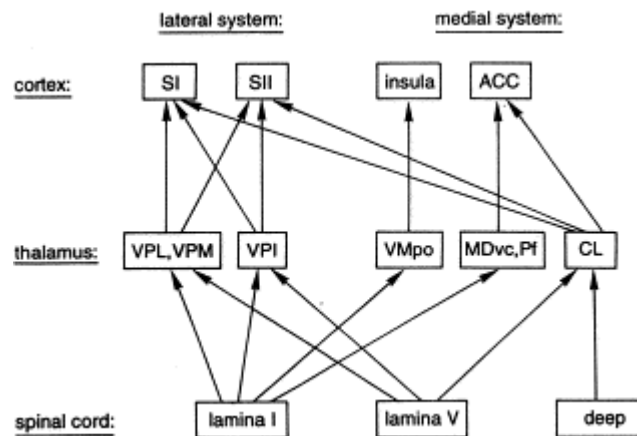 lateral system: medial system:
cortex: SI SII insula ACC
thalamus: VPL,VPM VPI VMpo MDvc,Pf CL
spinal cord: lamina I lamina V deep